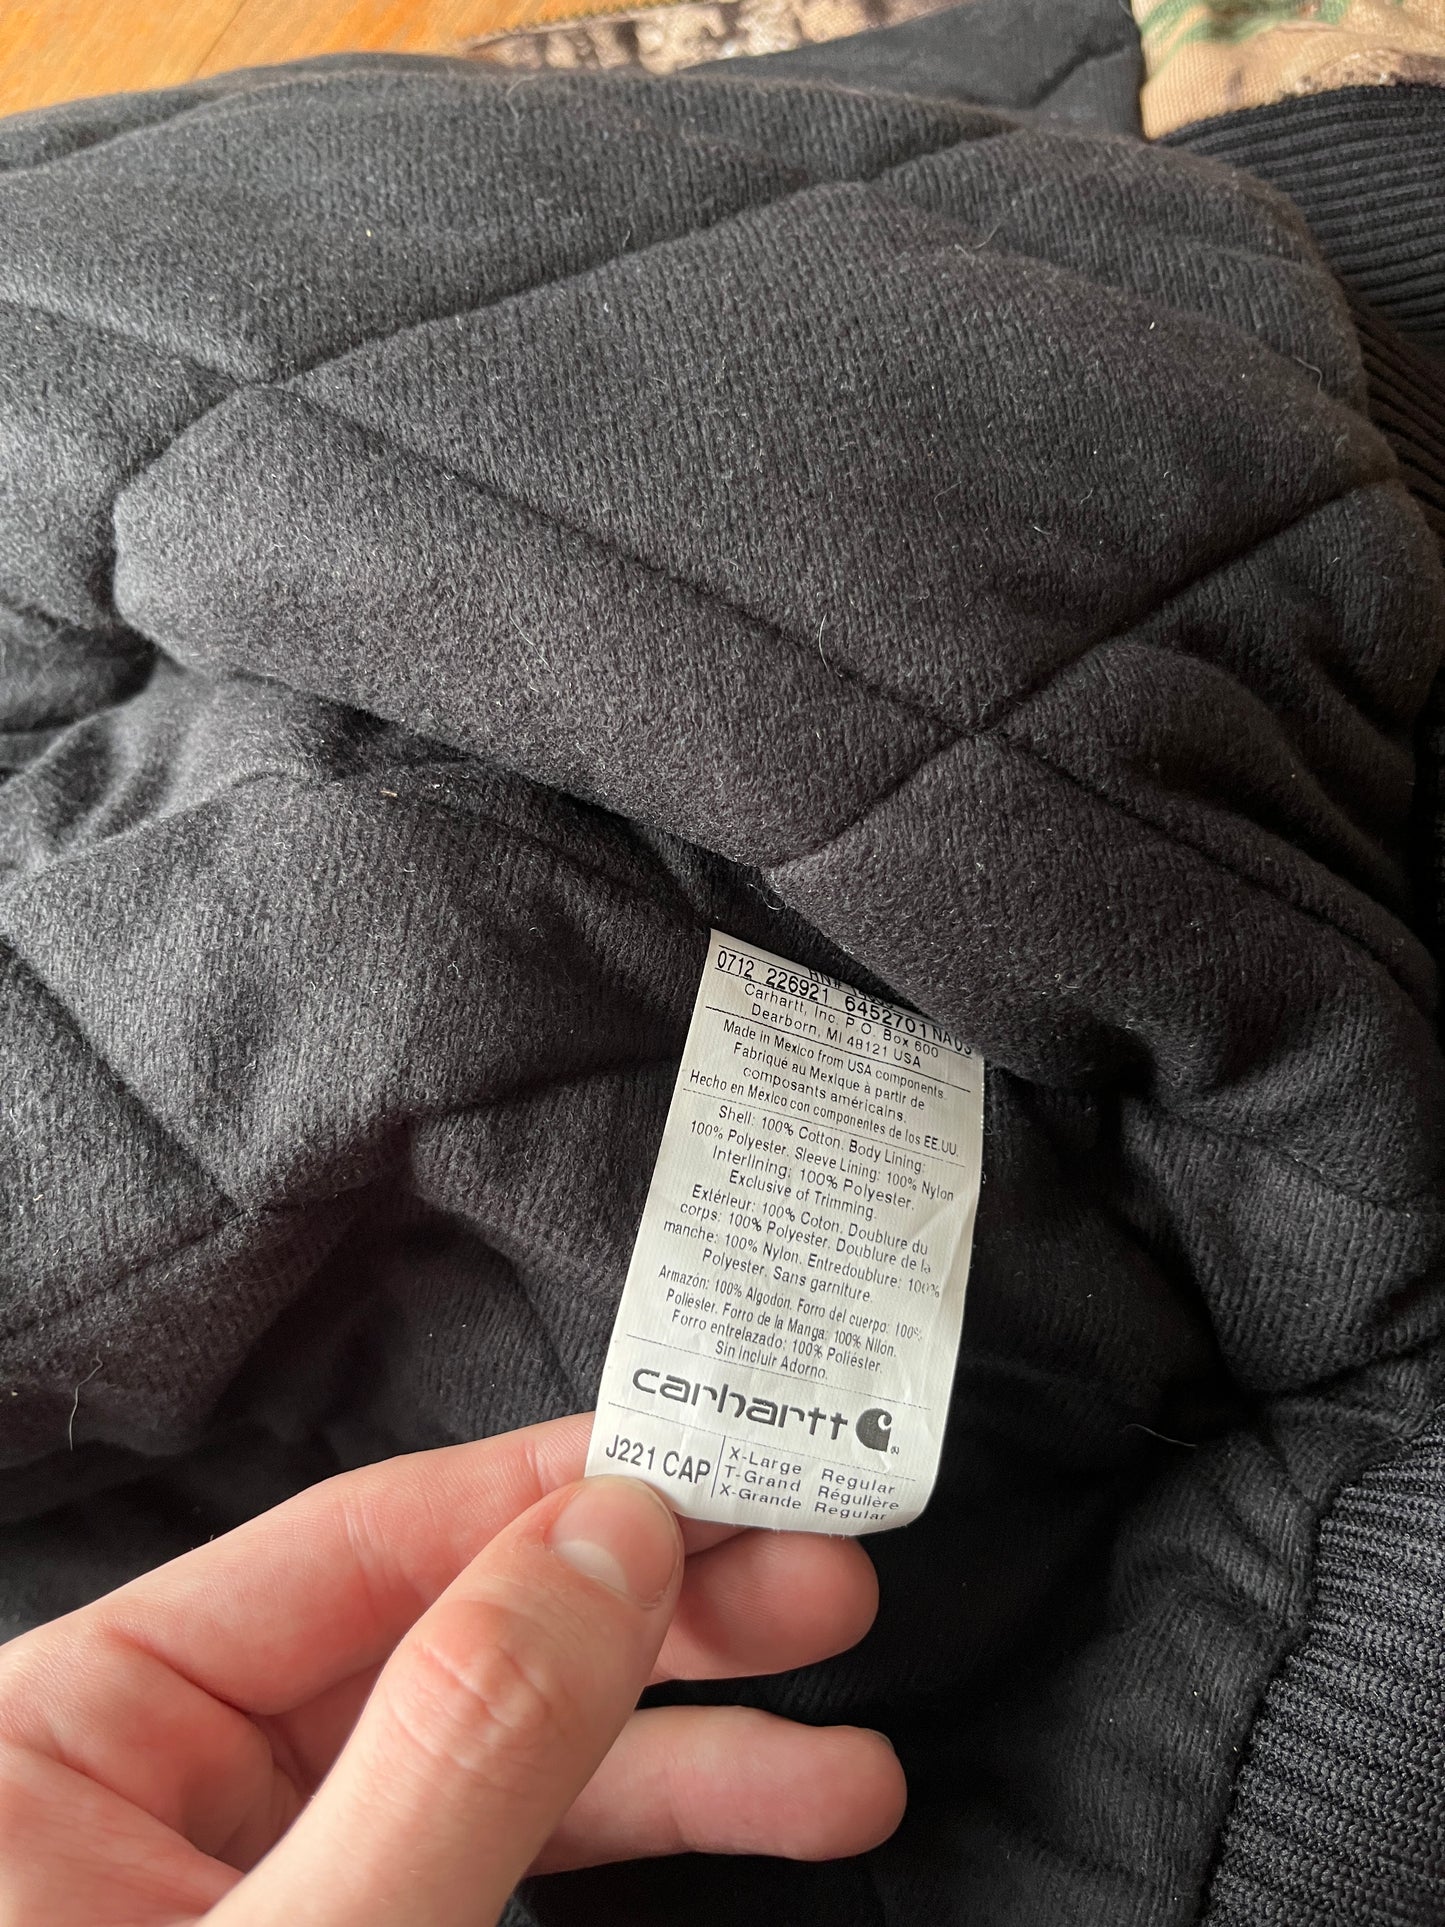 RN#
0712 226921 6452701NA03
Carhartt, Inc. P.O. Box 600
Dearborn, MI 48121 USA
Made in Mexico from USA components.
Fabriqué au Mexique à partir de
composants américains.
Hecho en Mexico con componentes de los EE.UU.
Shell: 100% Cotton. Body Lining:
100% Polyester. Sleeve Lining: 100% Nylon
Interlining: 100% Polyester.
Exclusive of Trimming.
Extérieur: 100% Coton. Doublure du
corps: 100% Polyester. Doublure de la
manche: 100% Nylon. Entredoublure: 100%
Polyester. Sans garniture.
Armazón: 100% Algodón. Forro del cuerpo: 100%
Poliéster. Forro de la Manga: 100% Nilón.
Forro entrelazado: 100% Poliéster.
Sin Incluir Adorno.
carhartt
J221 CAP
X-Large Regular
T-Grand Régulière
X-Grande Regular